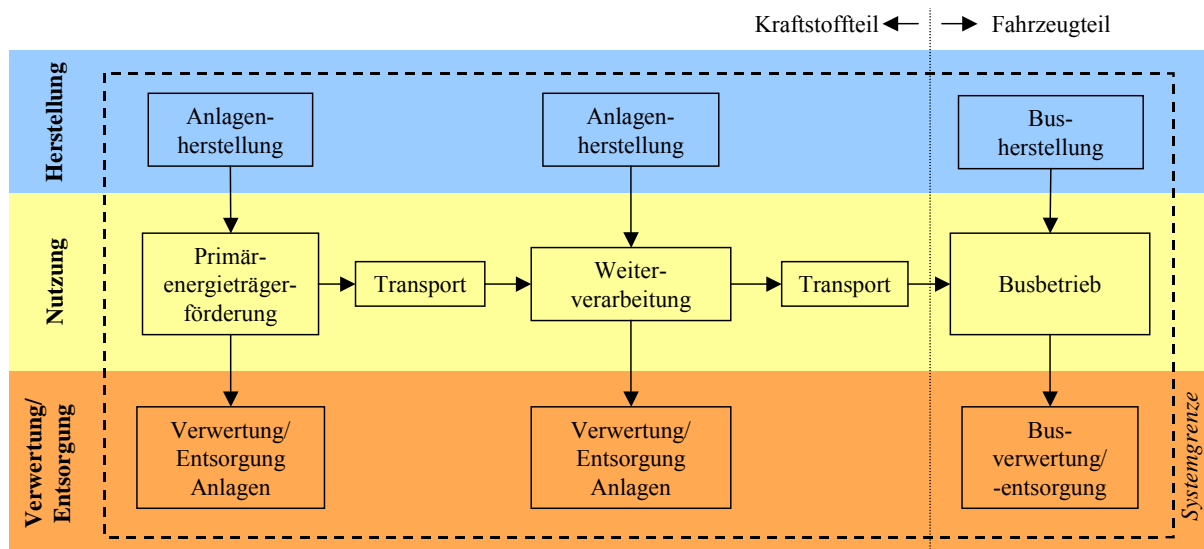 Kraftstoffteil
Fahrzeugteil
Herstellung
Anlagen-
herstellung
Anlagen-
herstellung
Bus-
herstellung
Nutzung
Primär-
energieträger-
förderung
Transport
Weiter-
verarbeitung
Transport
Busbetrieb
Verwertung/
Entsorgung
Verwertung/
Entsorgung
Anlagen
Verwertung/
Entsorgung
Anlagen
Bus-
verwertung/
-entsorgung
Systemgrenze